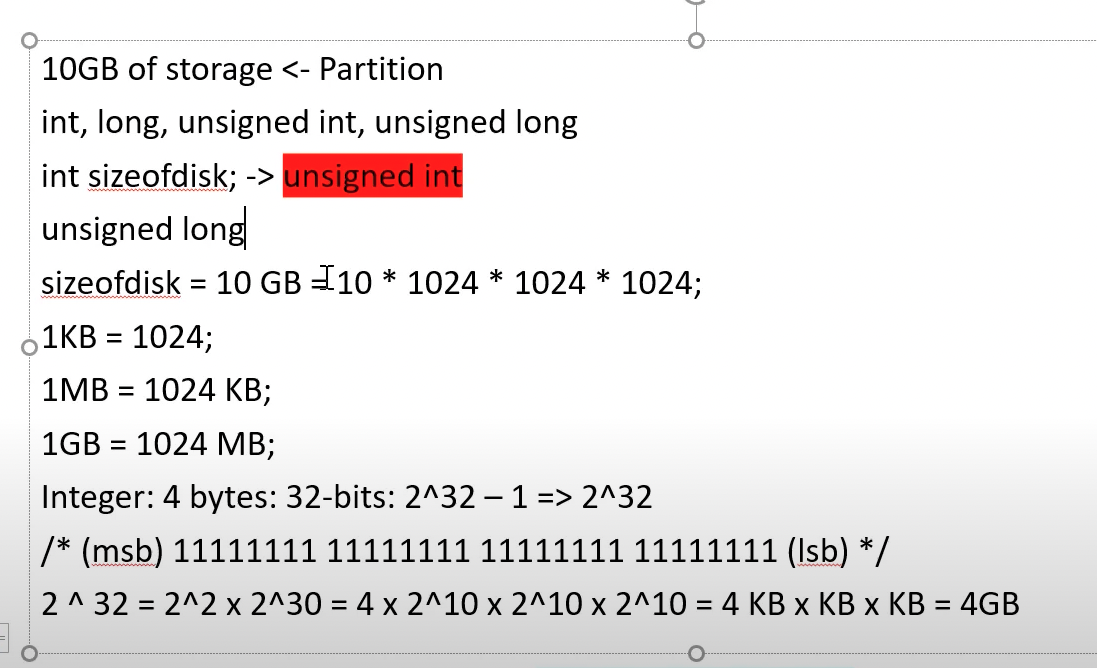 10GB of storage <- Partition
int, long, unsigned int, unsigned long
int sizeofdisk; -> unsigned int
unsigned long
sizeofdisk = 10 GB = 10 * 1024 * 1024 * 1024;
1KB = 1024;
1MB = 1024 KB;
1GB = 1024 MB;
Integer: 4 bytes: 32-bits: 2^32 – 1 => 2^32
/* (msb) 11111111 11111111 11111111 11111111 (lsb) */
2 ^ 32 = 2^2 x 2^30 = 4 x 2^10 x 2^10 x 2^10 = 4 KB x KB x KB = 4GB